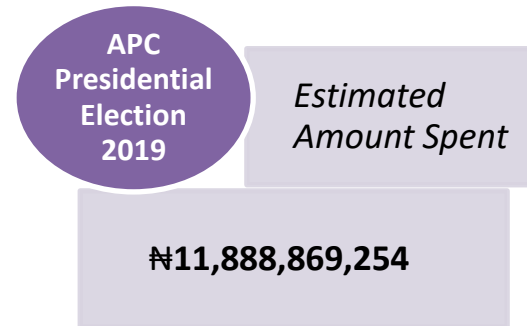 APC
Presidential
Election
2019
Estimated
Amount Spent
₦11,888,869,254